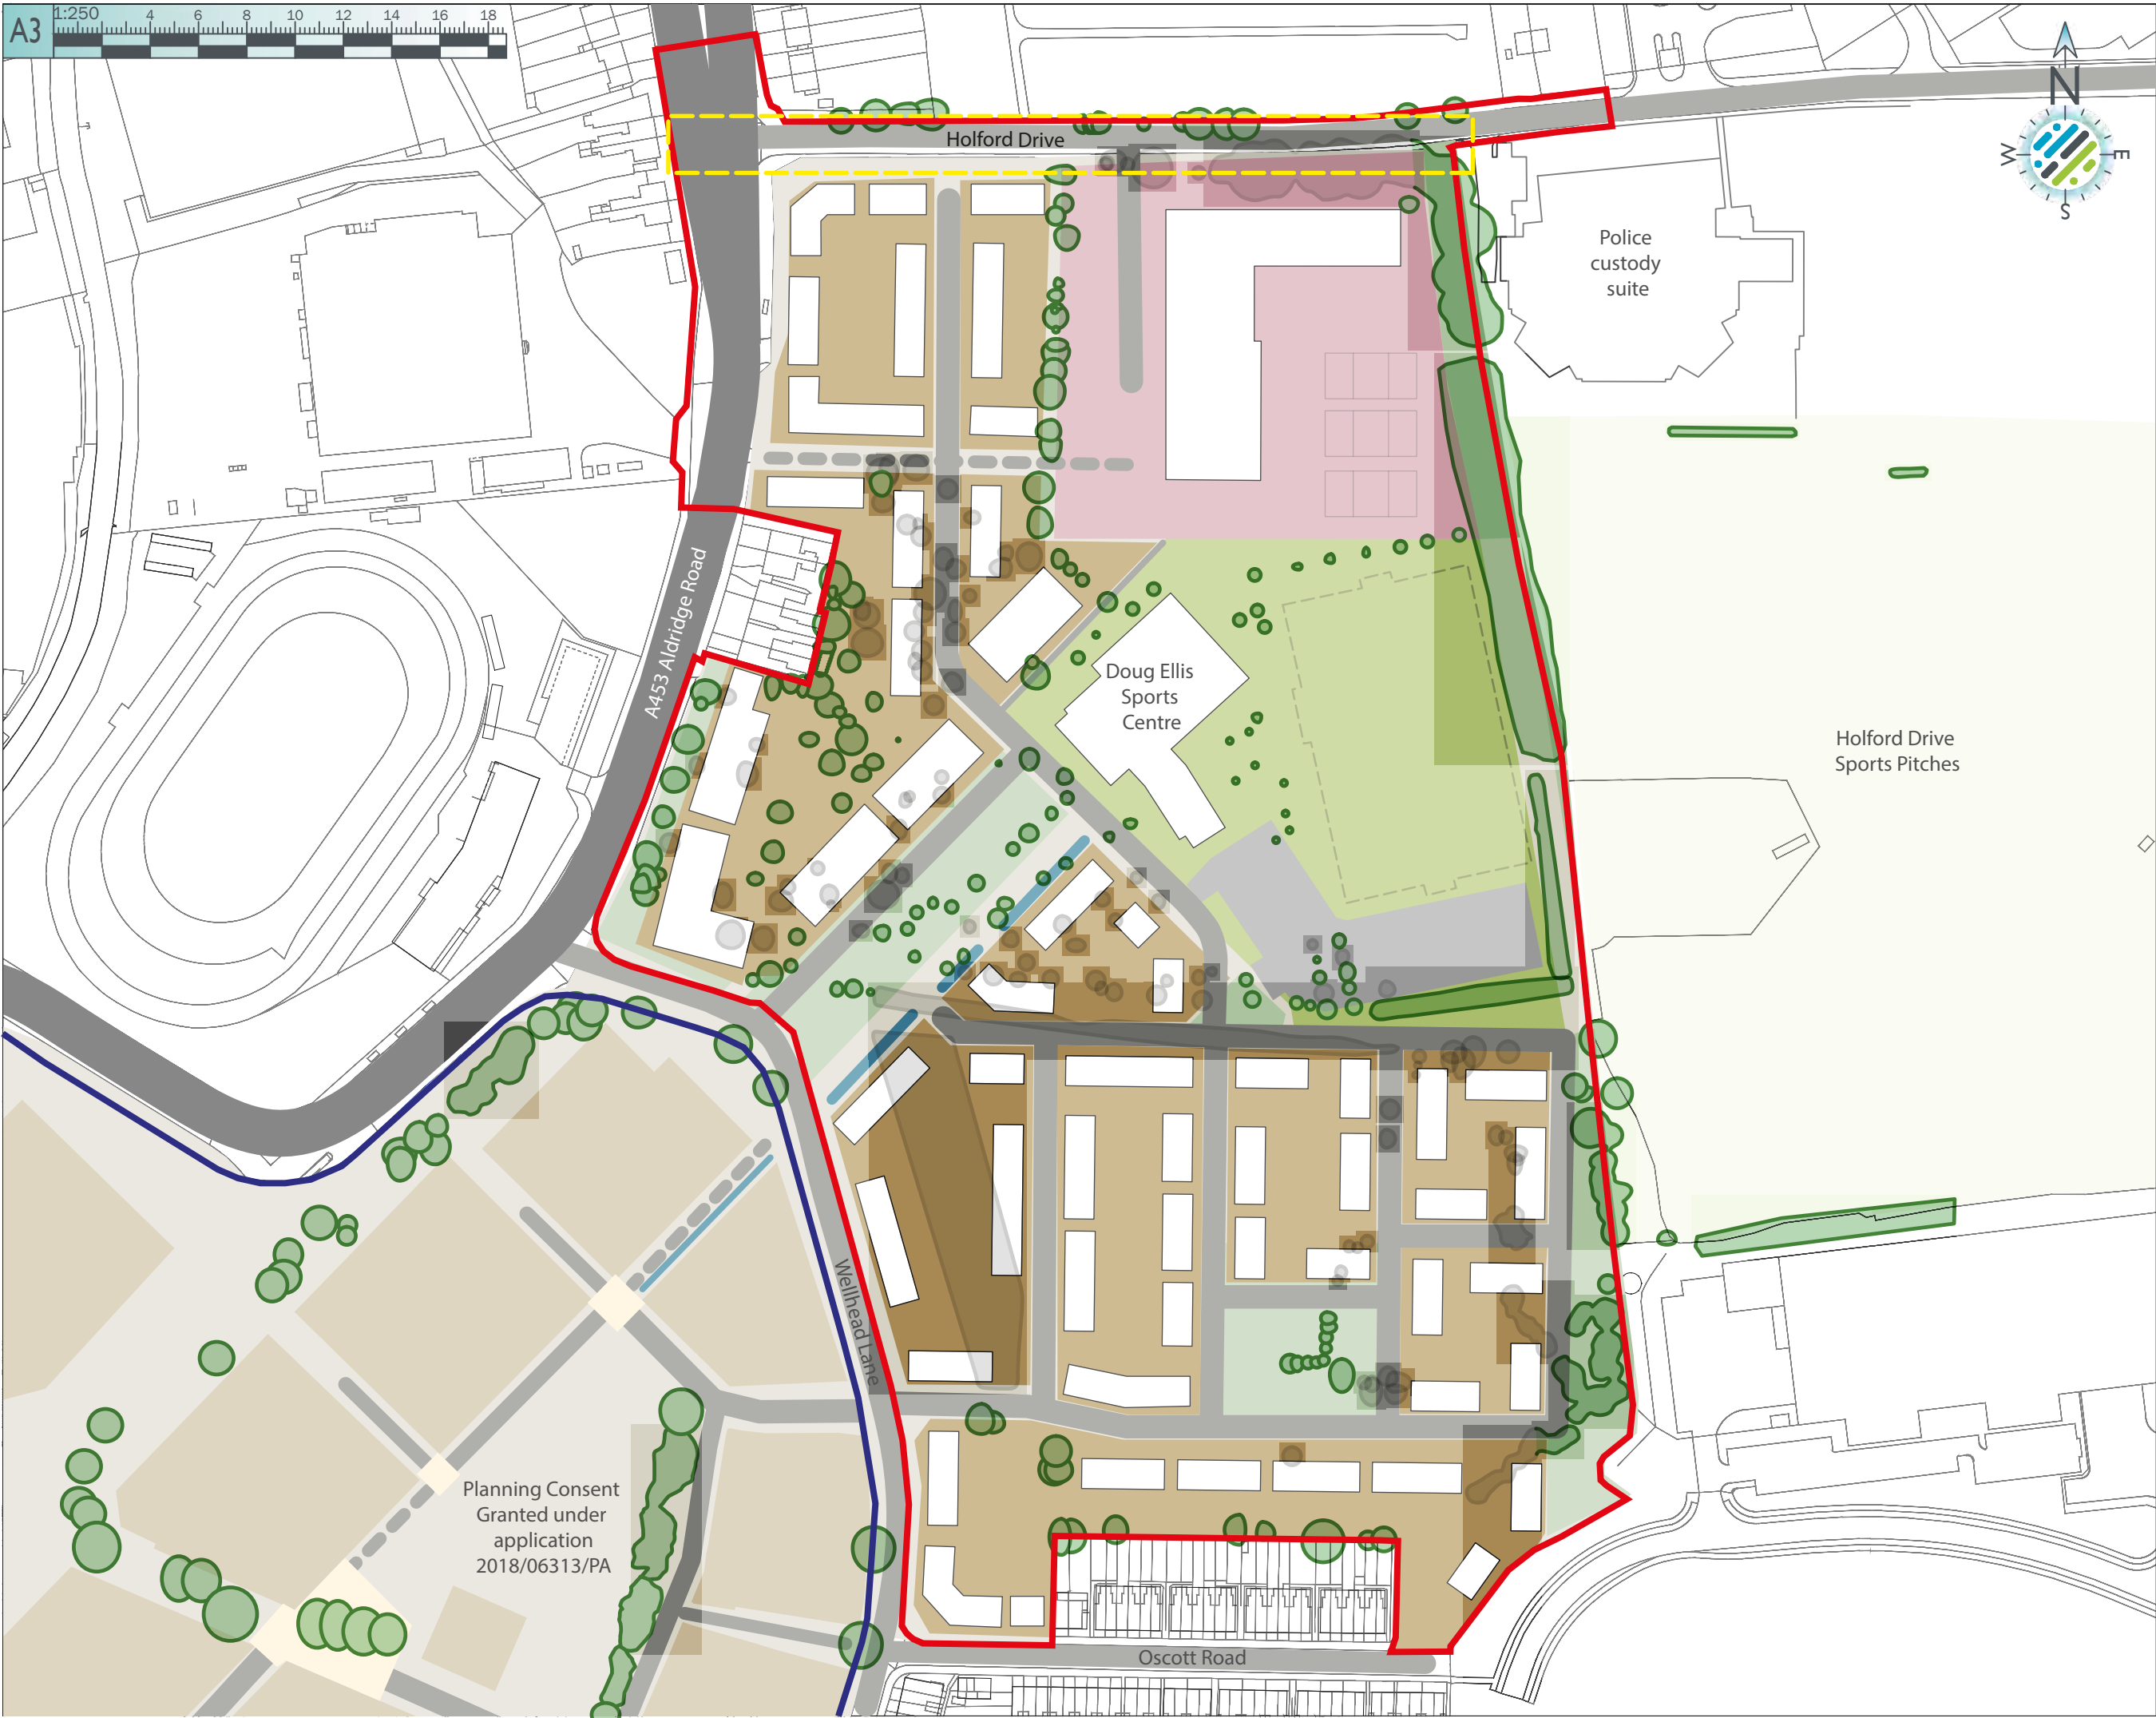 A3
1:250
4 6 8 10 12 14 16 18
N
W
E
S
Holford Drive
Police
custody
suite
A453 Aldridge Road
Doug Ellis
Sports
Centre
Holford Drive
Sports Pitches
Wellhead Lane
Planning Consent
Granted under
application
2018/06313/PA
Oscott Road